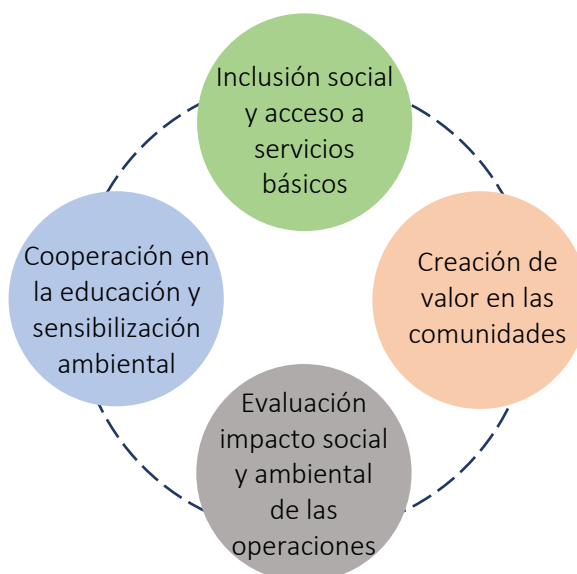 Inclusión social
y acceso a
servicios
básicos
Cooperación en
la educación y
sensibilización
ambiental
Creación de
valor en las
comunidades
Evaluación
impacto social
y ambiental
de las
operaciones